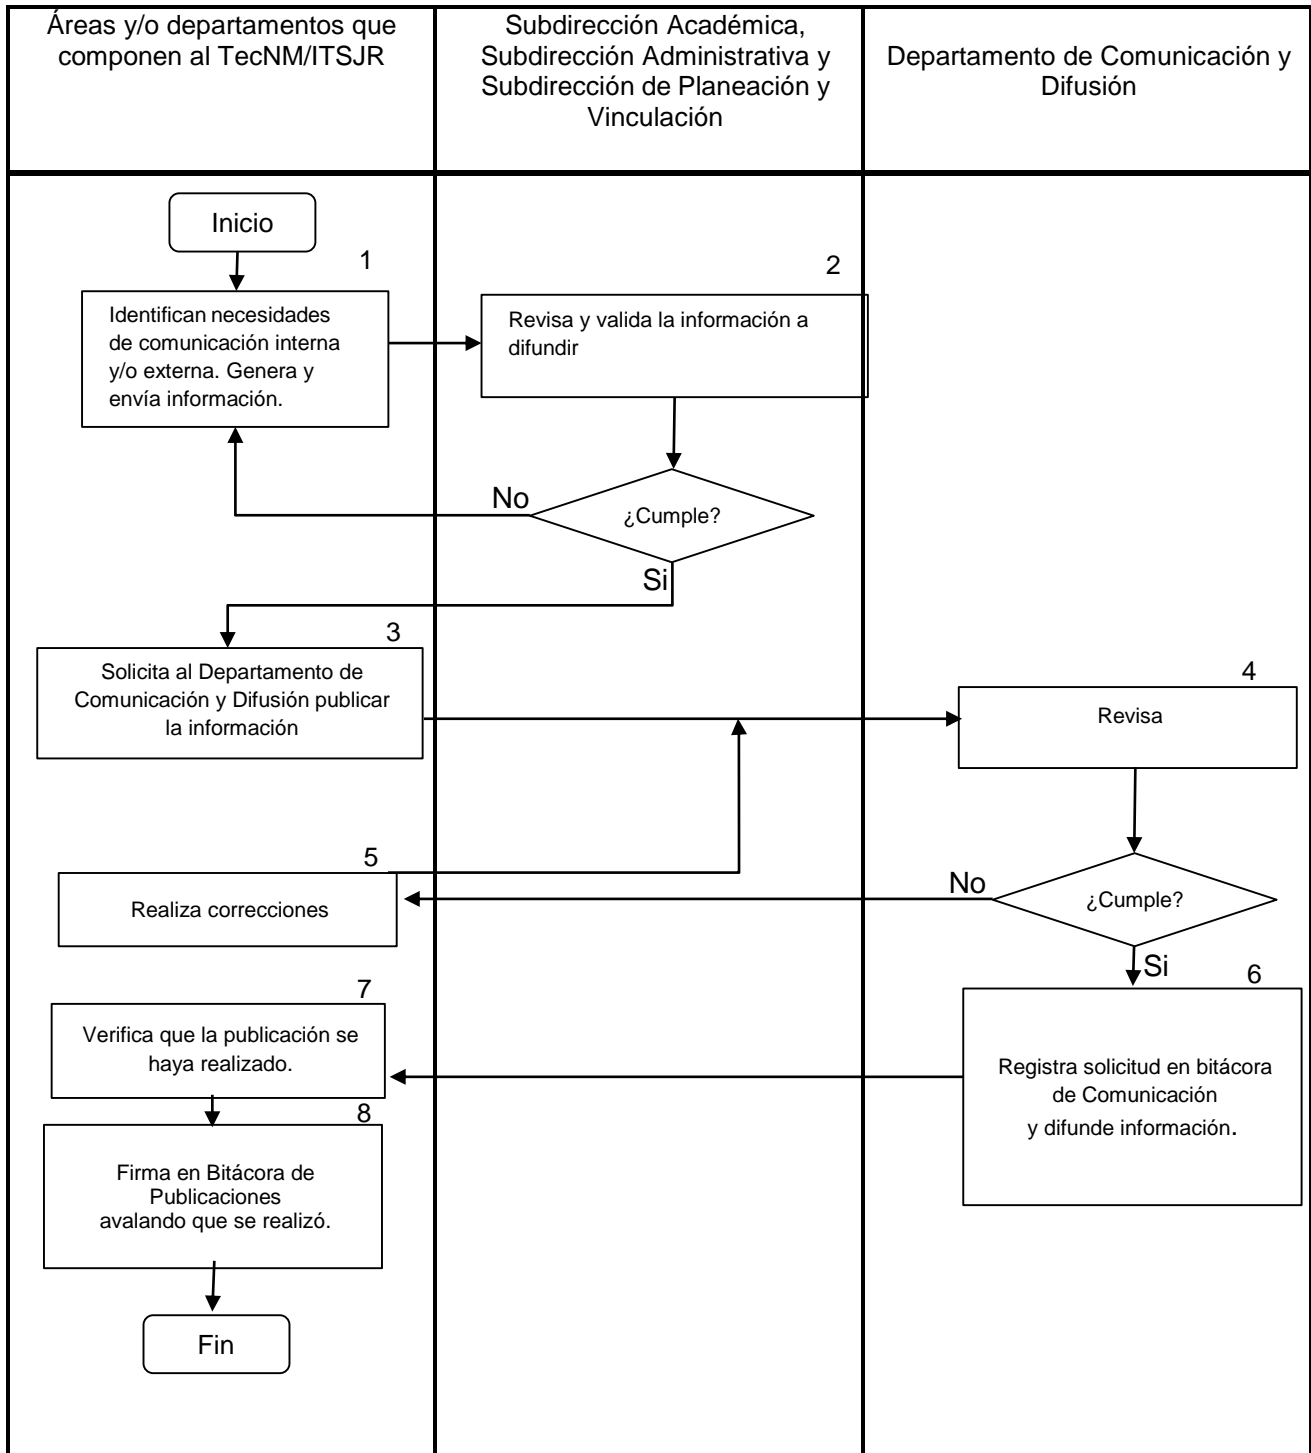 Áreas y/o departamentos que
componen al TecNM/ITSJR
Subdirección Académica,
Subdirección Administrativa y
Subdirección de Planeación y
Vinculación
Departamento de Comunicación y
Difusión
Inicio
1
Identifican necesidades
de comunicación interna
y/o externa. Genera y
envía información.
2
Revisa y valida la información a
difundir
¿Cumple?
No
Si
3
Solicita al Departamento de
Comunicación y Difusión publicar
la información
4
Revisa
¿Cumple?
No
5
Realiza correcciones
Si
6
Registra solicitud en bitácora
de Comunicación
y difunde información.
7
Verifica que la publicación se
haya realizado.
8
Firma en Bitácora de
Publicaciones
avalando que se realizó.
Fin